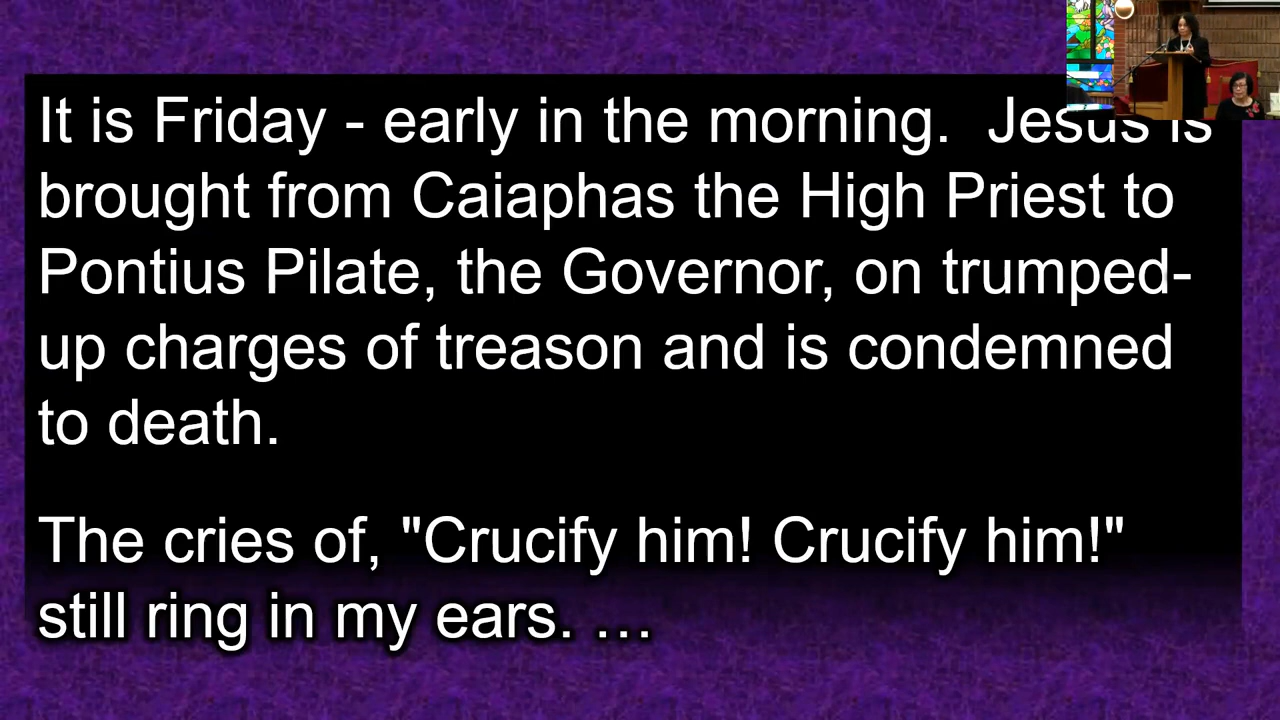 It is Friday - early in the morning.  Jesus is
brought from Caiaphas the High Priest to
Pontius Pilate, the Governor, on trumped-
up charges of treason and is condemned
to death.
The cries of, "Crucify him! Crucify him!"
still ring in my ears. …